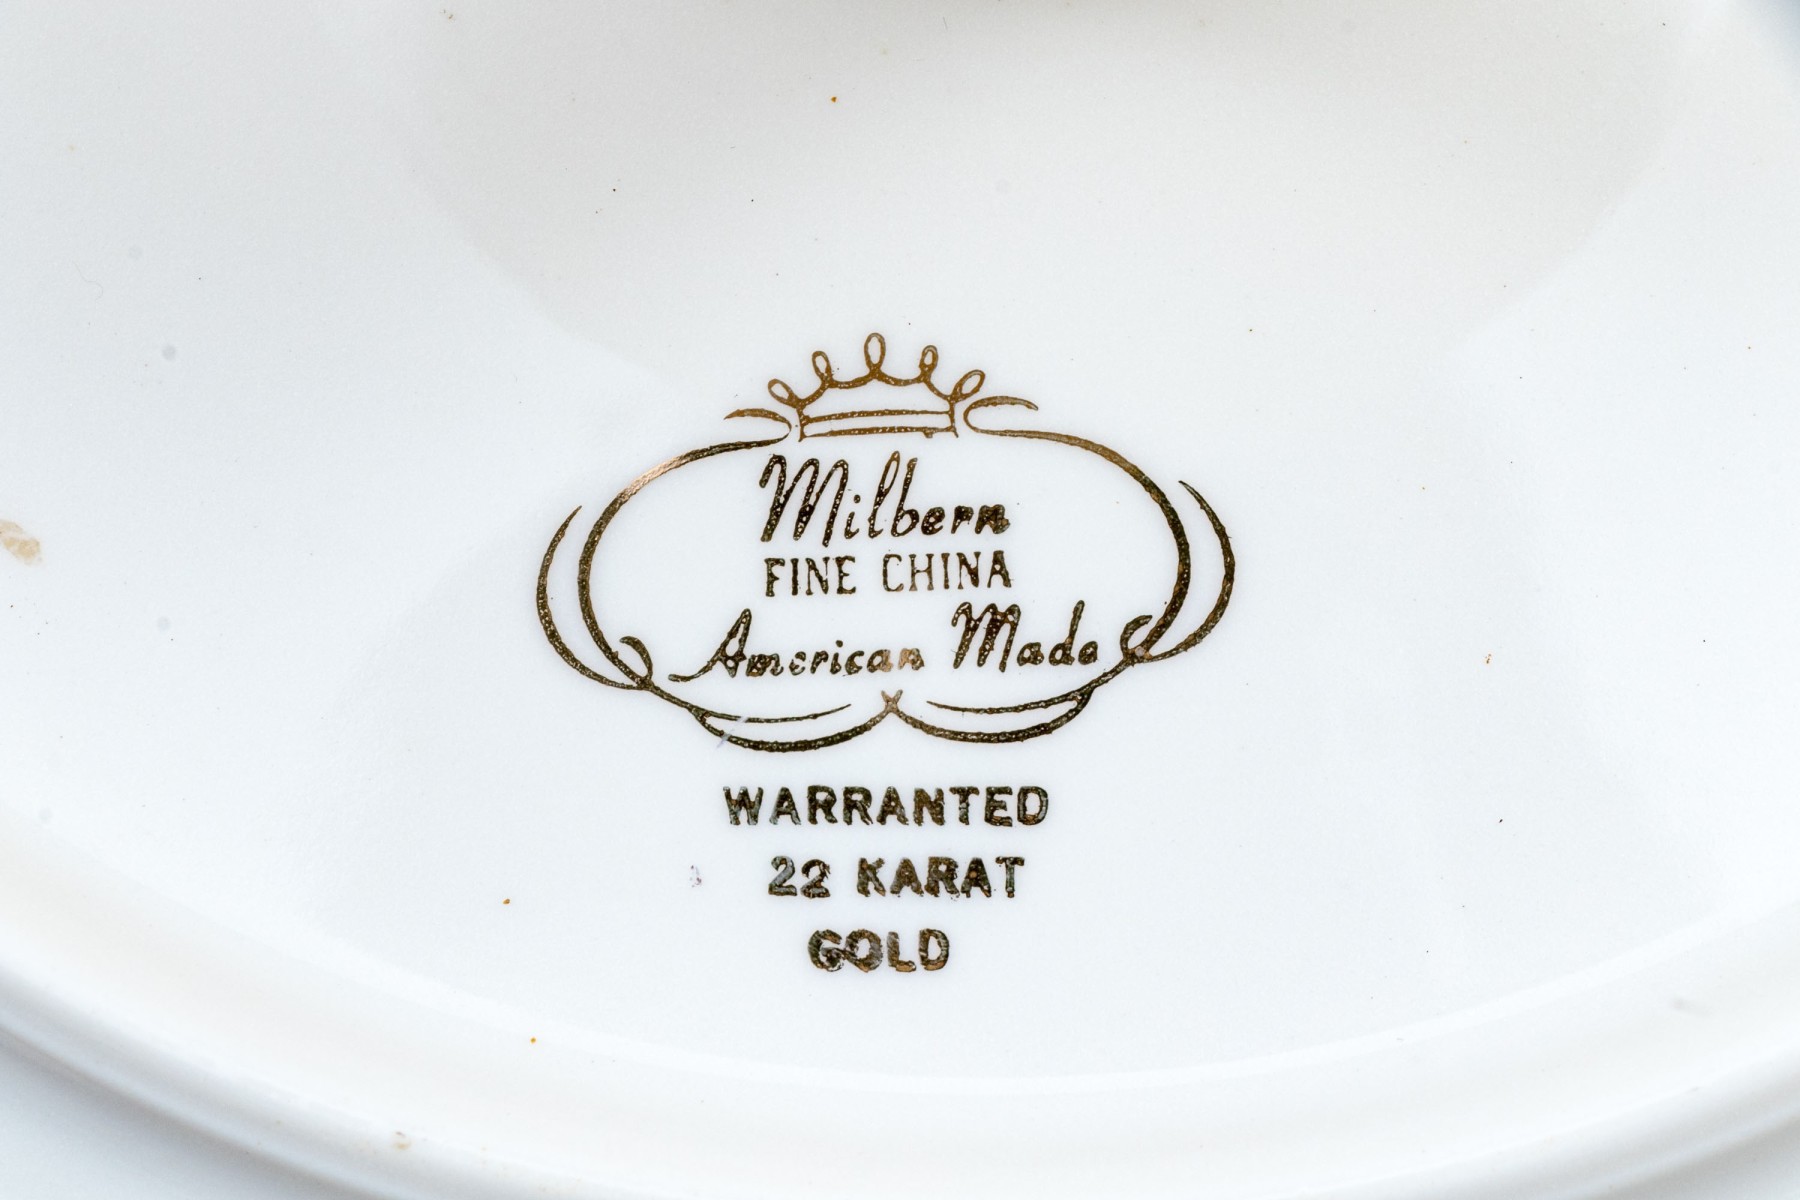 Milbern
FINE CHINA
American Made
WARRANTED
22 KARAT
GOLD